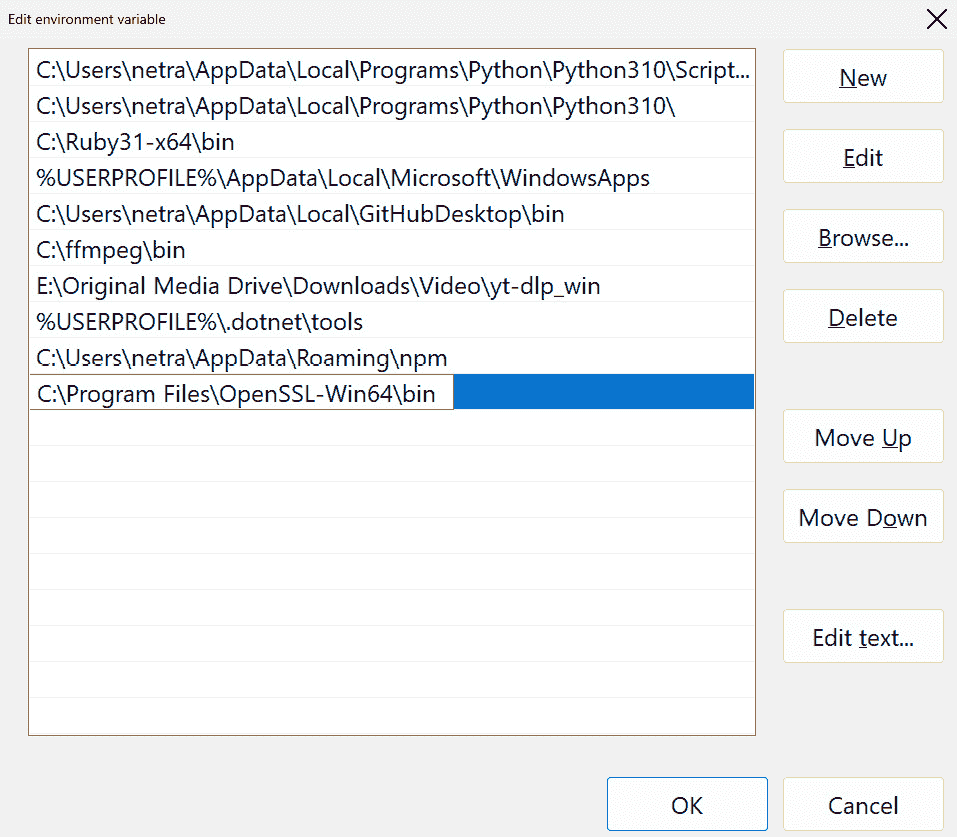 Edit environment variable
C:\Users\netra\AppData\Local\Programs\Python\Python310\Script...
New
C:\Users\netra\AppData\Local\Programs\Python\Python310\
C:\Ruby31-x64\bin
Edit
%USERPROFILE%\AppData\Local\Microsoft\WindowsApps
C:\Users\netra\AppData\Local\GitHubDesktop\bin
Browse...
C:\ffmpeg\bin
E:\Original Media Drive\Downloads\Video\yt-dlp_win
%USERPROFILE%\.dotnet\tools
Delete
C:\Users\netra\AppData\Roaming\npm
C:\Program Files\OpenSSL-Win64\bin
Move Up
Move Down
Edit text...
OK
Cancel